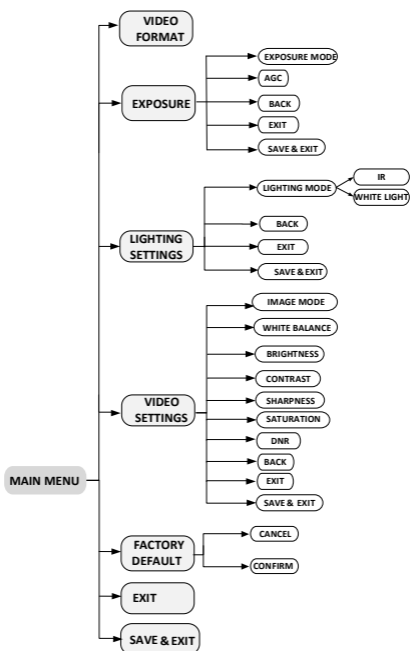 VIDEO
FORMAT
EXPOSURE
EXPOSURE MODE
AGC
BACK
EXIT
SAVE & EXIT
LIGHTING
SETTINGS
LIGHTING MODE
IR
WHITE LIGHT
BACK
EXIT
SAVE & EXIT
VIDEO
SETTINGS
IMAGE MODE
WHITE BALANCE
BRIGHTNESS
CONTRAST
SHARPNESS
SATURATION
DNR
BACK
EXIT
SAVE & EXIT
MAIN MENU
FACTORY
DEFAULT
CANCEL
CONFIRM
EXIT
SAVE & EXIT